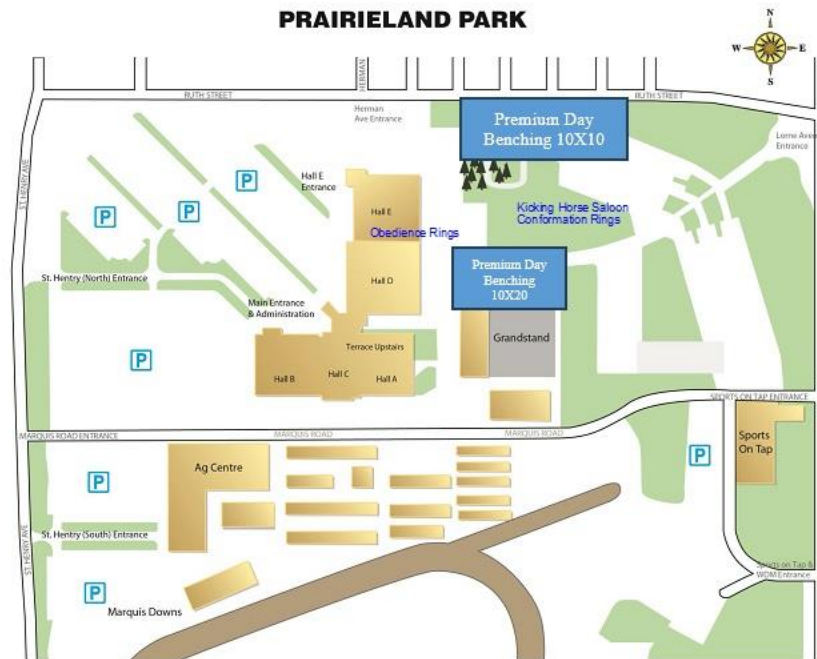 PRAIRIELAND PARK
N
W
E
S
RUTH STREET
HERMAN
RUTH STREET
Herman
Ave Entrance
Premium Day
Benching 10X10
Lorne Aven
Entrance
ST. HENRY AVE
Hall E
Entrance
P
P
P
Hall E
Obedience Rings
Kicking Horse Saloon
Conformation Rings
St. Hentry (North) Entrance
Hall D
Premium Day
Benching
10X20
Main Entrance
& Administration
Terrace Upstairs
Grandstand
P
Hall B
Hall C
Hall A
SPORTS ON TAP ENTRANCE
MARQUIS ROAD ENTRANCE
MARQUIS ROAD
MARQUIS ROAD
Sports
On Tap
P
Ag Centre
P
St. Hentry (South) Entrance
ST. HENRY AVE
Sports on Tap &
WDM Entrance
P
Marquis Downs